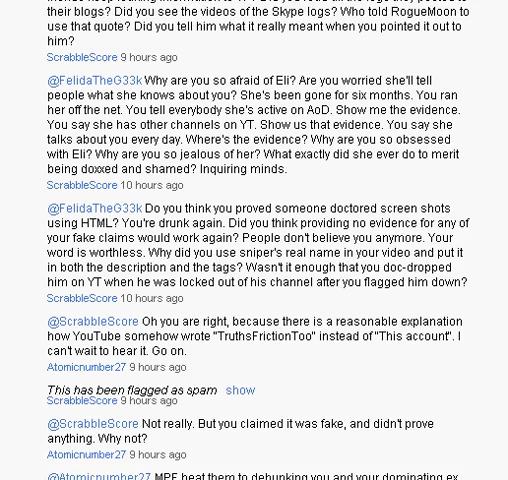 their blogs? Did you see the videos of the Skype logs? Who told RogueMoon to
use that quote? Did you tell him what it really meant when you pointed it out to
him?
ScrabbleScore 9 hours ago
@FelidaTheG33k Why are you so afraid of Eli? Are you worried she'll tell
people what she knows about you? She's been gone for six months. You ran
her off the net. You tell everybody she's active on AoD. Show me the evidence.
You say she has other channels on YT. Show us that evidence. You say she
talks about you every day. Where's the evidence? Why are you so obsessed
with Eli? Why are you so jealous of her? What exactly did she ever do to merit
being doxxed and shamed? Inquiring minds.
ScrabbleScore 10 hours ago
@FelidaTheG33k Do you think you proved someone doctored screen shots
using HTML? You're drunk again. Did you think providing no evidence for any of
your fake claims would work again? People don't believe you anymore. Your
word is worthless. Why did you use sniper's real name in your video and put it
in both the description and the tags? Wasn't it enough that you doc-dropped
him on YT when he was locked out of his channel after you flagged him down?
ScrabbleScore 10 hours ago
@ScrabbleScore Oh you are right, because there is a reasonable explanation
how YouTube somehow wrote "TruthsFrictionToo" instead of "This account". I
can't wait to hear it. Go on.
Atomicnumber27 9 hours ago
This has been flagged as spam show
ScrabbleScore 9 hours ago
@ScrabbleScore Not really. But you claimed it was fake, and didn't prove
anything. Why not?
Atomicnumber27 9 hours ago
@Atomicnumber27 MPF beat them to debunking you and your dominating ex